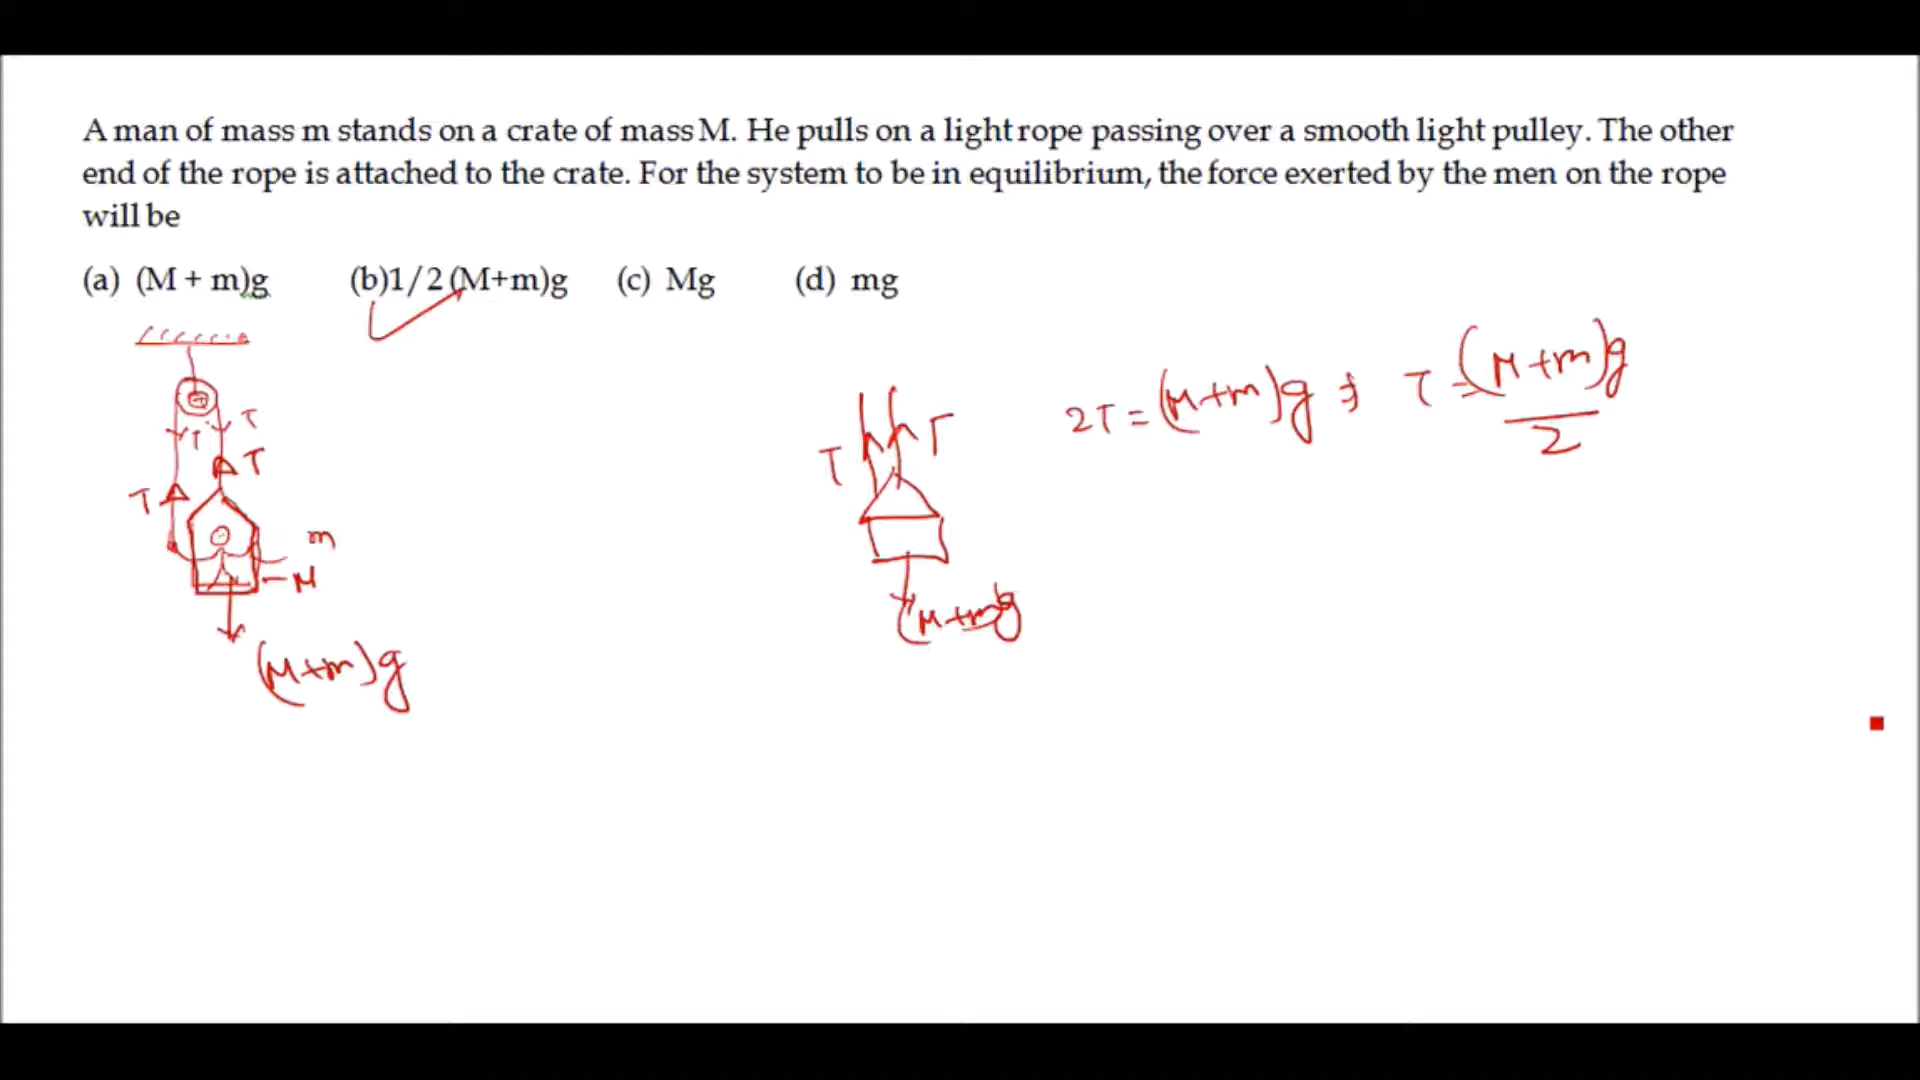 A man of mass m stands on a crate of mass M. He pulls on a light rope passing over a smooth light pulley. The other
end of the rope is attached to the crate. For the system to be in equilibrium, the force exerted by the men on the rope
will be
(a) (M + m)g (b)1/2(M+m)g (c) Mg (d) mg
T
T
T
T
m
M
(M+m)g
T T
(M+m)g
2T = (M+m)g ⇒ T = (M+m)g
2